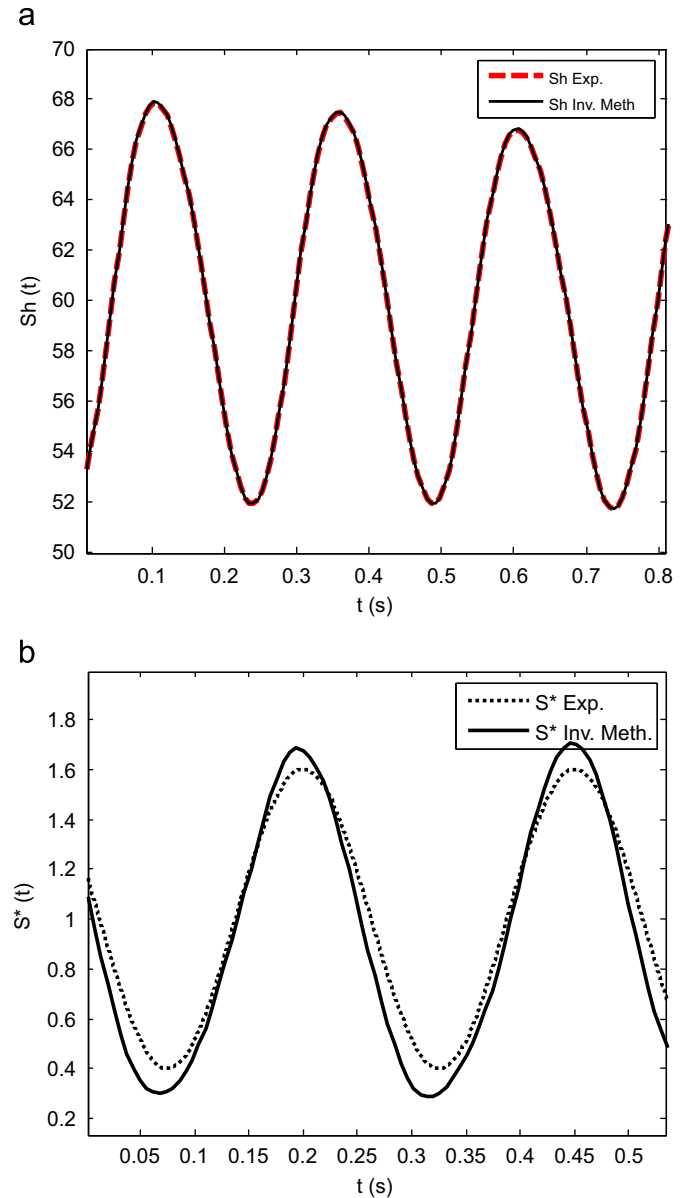 a
70
68
66
64
62
60
58
56
54
52
50
Sh (t)
Sh Exp.
Sh Inv. Meth
0.1 0.2 0.3 0.4 0.5 0.6 0.7 0.8
t (s)
b
1.8
1.6
1.4
1.2
1
0.8
0.6
0.4
0.2
S* (t)
S* Exp.
S* Inv. Meth.
0.05 0.1 0.15 0.2 0.25 0.3 0.35 0.4 0.45 0.5
t (s)